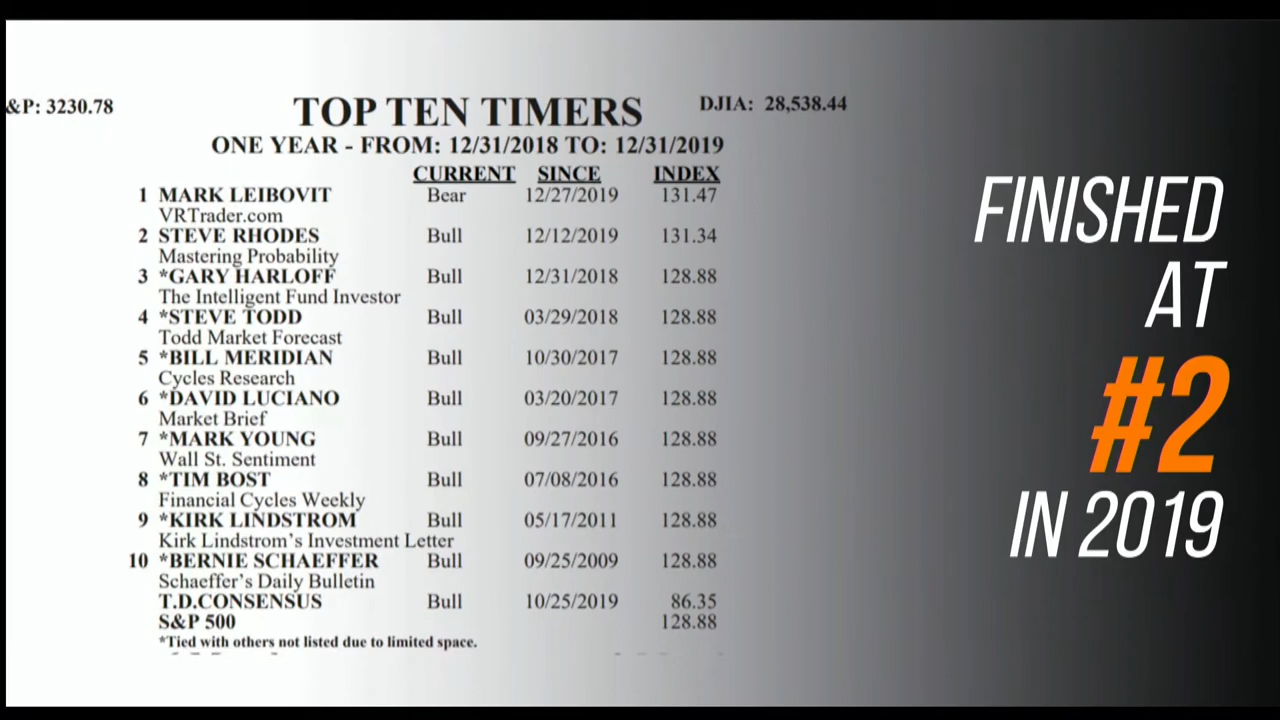 &P: 3230.78
TOP TEN TIMERS
DJIA: 28,538.44
ONE YEAR - FROM: 12/31/2018 TO: 12/31/2019
CURRENT SINCE INDEX
1 MARK LEIBOVIT Bear 12/27/2019 131.47
VRTrader.com
2 STEVE RHODES Bull 12/12/2019 131.34
Mastering Probability
3 *GARY HARLOFF Bull 12/31/2018 128.88
The Intelligent Fund Investor
4 *STEVE TODD Bull 03/29/2018 128.88
Todd Market Forecast
5 *BILL MERIDIAN Bull 10/30/2017 128.88
Cycles Research
6 *DAVID LUCIANO Bull 03/20/2017 128.88
Market Brief
7 *MARK YOUNG Bull 09/27/2016 128.88
Wall St. Sentiment
8 *TIM BOST Bull 07/08/2016 128.88
Financial Cycles Weekly
9 *KIRK LINDSTROM Bull 05/17/2011 128.88
Kirk Lindstrom's Investment Letter
10 *BERNIE SCHAEFFER Bull 09/25/2009 128.88
Schaeffer's Daily Bulletin
T.D.CONSENSUS Bull 10/25/2019 86.35
S&P 500 128.88
*Tied with others not listed due to limited space.
FINISHED
AT
#2
IN 2019